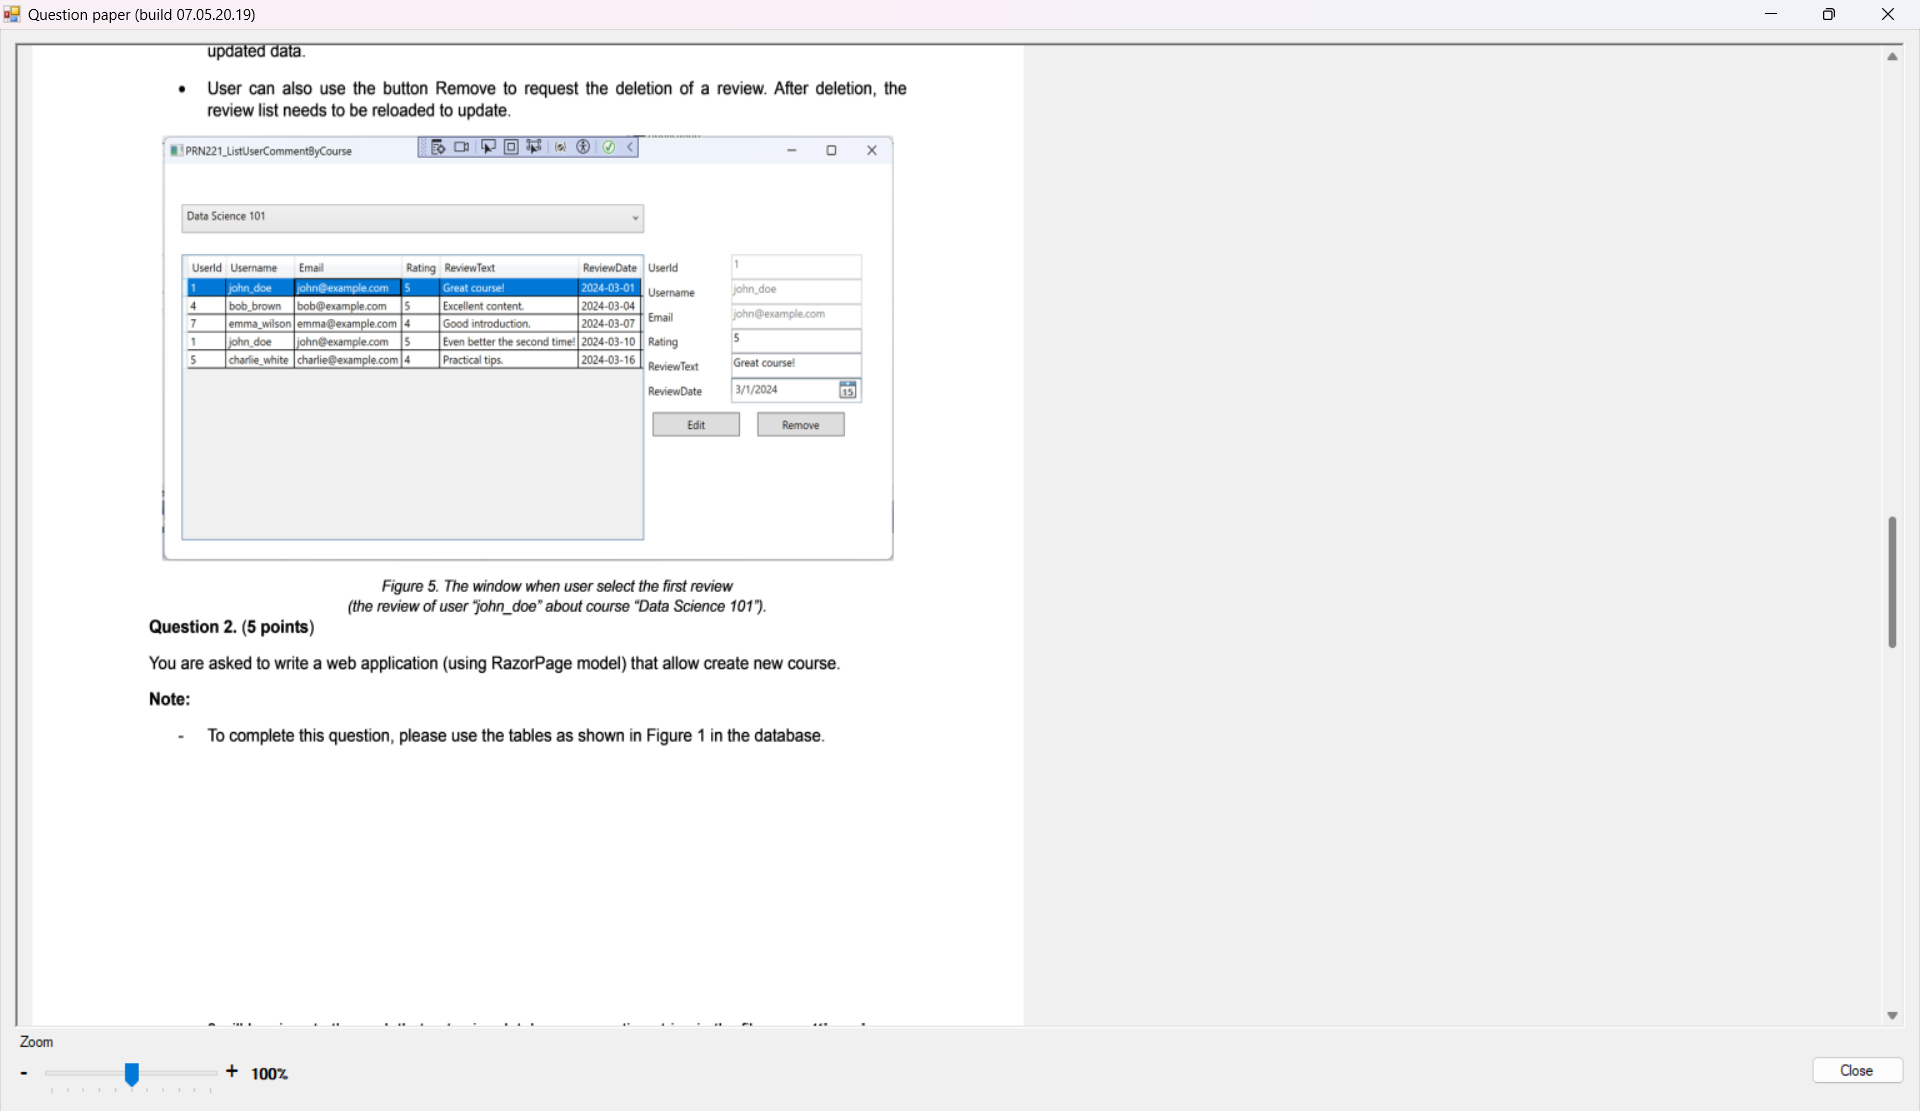 Question paper (build 07.05.20.19)
updated data.
• User can also use the button Remove to request the deletion of a review. After deletion, the
review list needs to be reloaded to update.
PRN221_ListUserCommentByCourse
Data Science 101
UserId Username Email Rating ReviewText ReviewDate
1 john_doe john@example.com 5 Great course! 2024-03-01
4 bob_brown bob@example.com 5 Excellent content. 2024-03-04
7 emma_wilson emma@example.com 4 Good introduction. 2024-03-07
1 john_doe john@example.com 5 Even better the second time! 2024-03-10
5 charlie_white charlie@example.com 4 Practical tips. 2024-03-16
UserId 1
Username john_doe
Email john@example.com
Rating 5
ReviewText Great course!
ReviewDate 3/1/2024 15
Edit Remove
Figure 5. The window when user select the first review
(the review of user “john_doe” about course “Data Science 101”).
Question 2. (5 points)
You are asked to write a web application (using RazorPage model) that allow create new course.
Note:
- To complete this question, please use the tables as shown in Figure 1 in the database.
Zoom
- + 100%
Close